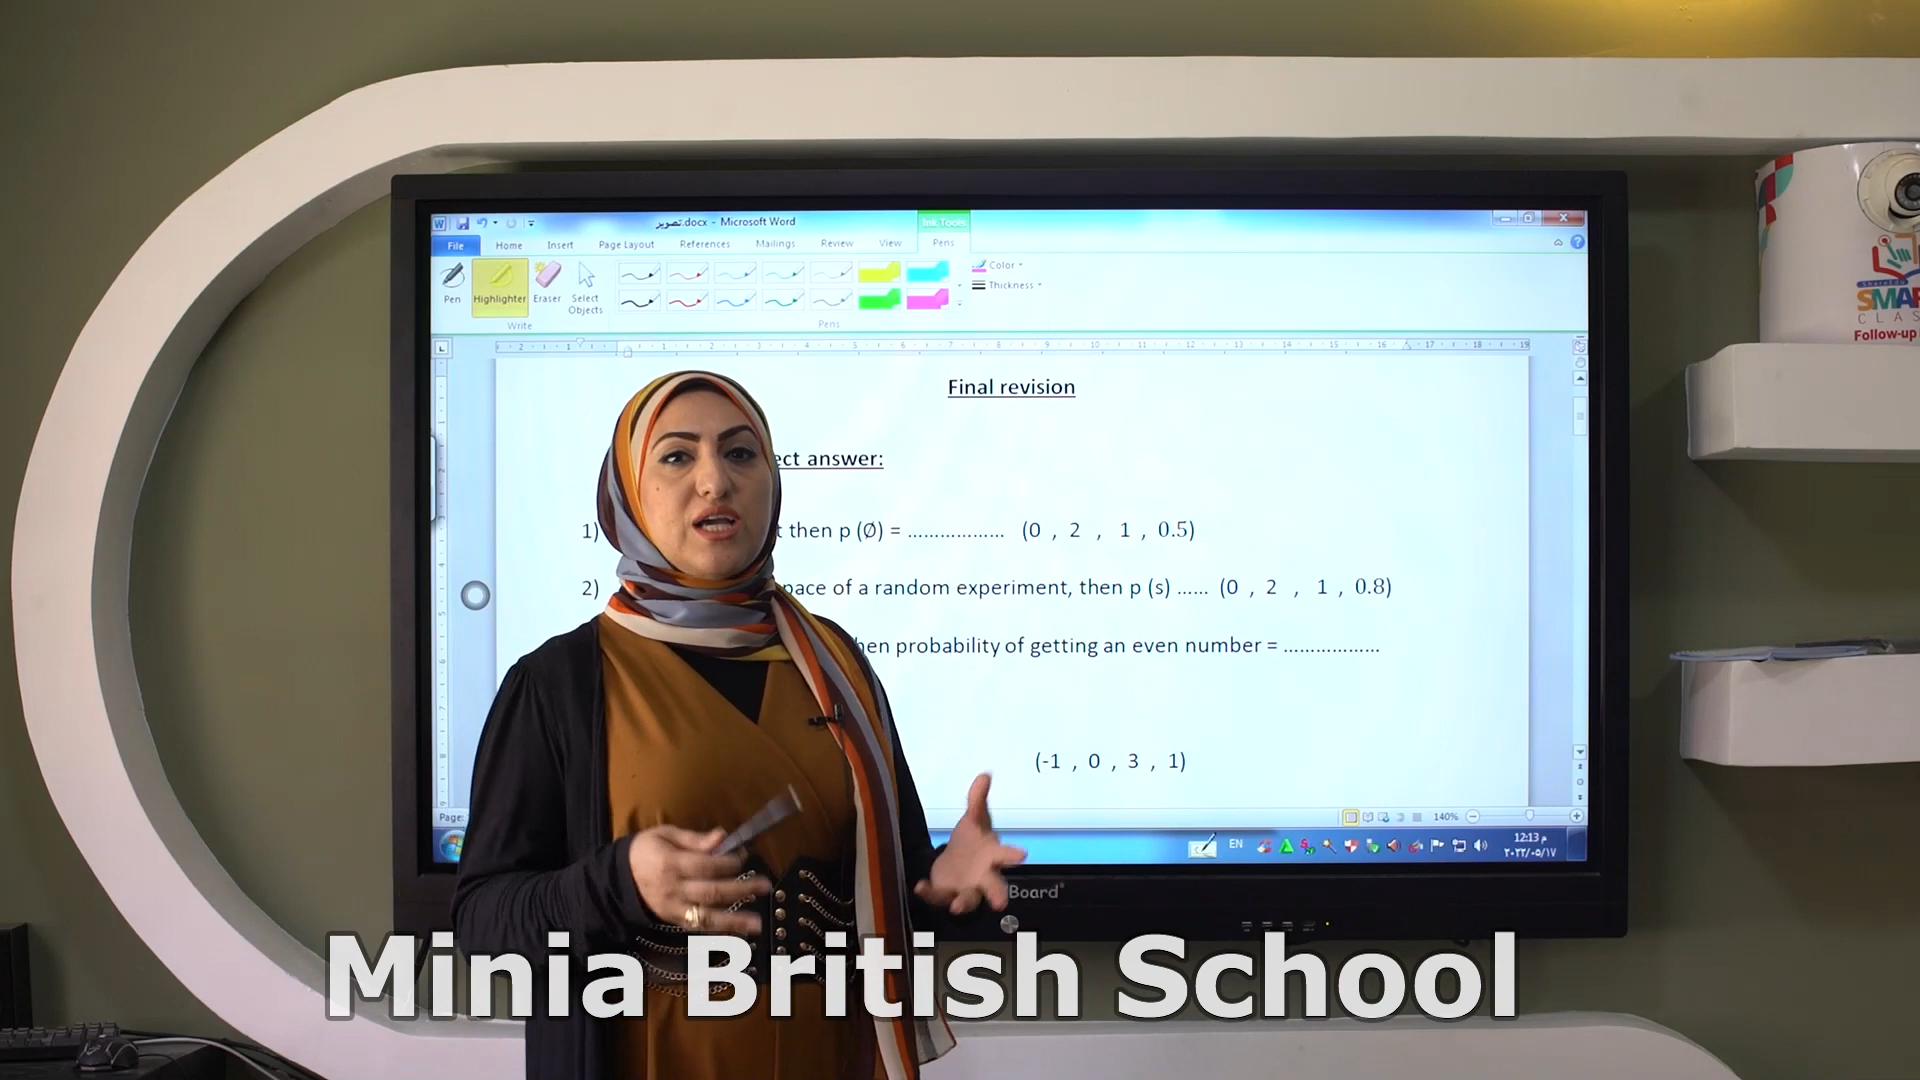 تصوير.docx - Microsoft Word
Ink Tools
File Home Insert Page Layout References Mailings Review View Pens
Pen Highlighter Eraser Select Objects
Color
Thickness
Write
Pens
Final revision
ect answer:
1) then p (Ø) = .................. (0 , 2 , 1 , 0.5)
2) pace of a random experiment, then p (s) ...... (0 , 2 , 1 , 0.8)
hen probability of getting an even number = ..................
(-1 , 0 , 3 , 1)
Page:
140%
EN
12:13 م
٢٠٢٢/٠٥/١٧
Board
SMAR
CLAS
Follow-up
Minia British School